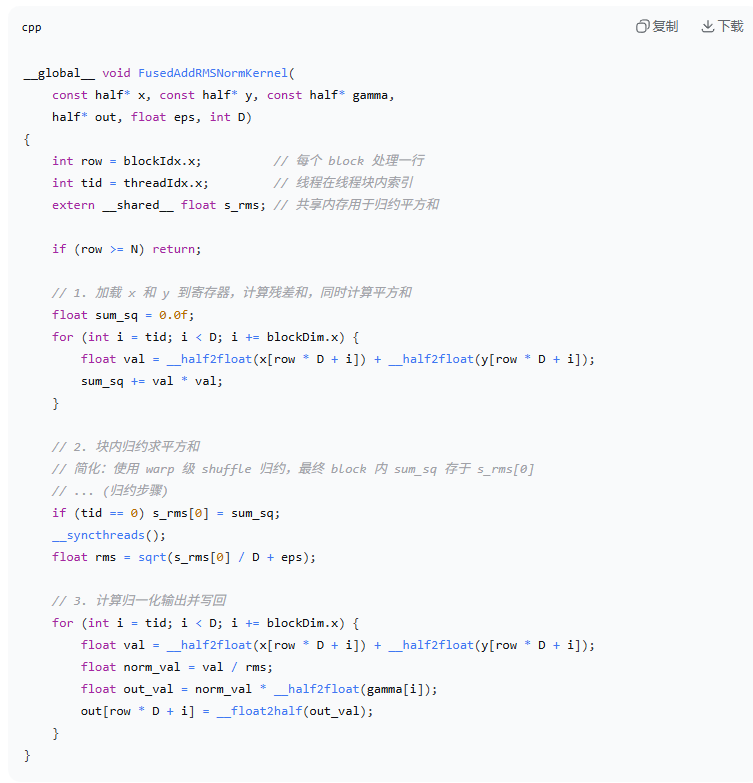 cpp
复制 下载
__global__ void FusedAddRMSNormKernel(
    const half* x, const half* y, const half* gamma,
    half* out, float eps, int D)
{
    int row = blockIdx.x;          // 每个 block 处理一行
    int tid = threadIdx.x;         // 线程在线程块内索引
    extern __shared__ float s_rms; // 共享内存用于归约平方和

    if (row >= N) return;

    // 1. 加载 x 和 y 到寄存器，计算残差和，同时计算平方和
    float sum_sq = 0.0f;
    for (int i = tid; i < D; i += blockDim.x) {
        float val = __half2float(x[row * D + i]) + __half2float(y[row * D + i]);
        sum_sq += val * val;
    }

    // 2. 块内归约求平方和
    // 简化：使用 warp 级 shuffle 归约，最终 block 内 sum_sq 存于 s_rms[0]
    // ... (归约步骤)
    if (tid == 0) s_rms[0] = sum_sq;
    __syncthreads();
    float rms = sqrt(s_rms[0] / D + eps);

    // 3. 计算归一化输出并写回
    for (int i = tid; i < D; i += blockDim.x) {
        float val = __half2float(x[row * D + i]) + __half2float(y[row * D + i]);
        float norm_val = val / rms;
        float out_val = norm_val * __half2float(gamma[i]);
        out[row * D + i] = __float2half(out_val);
    }
}